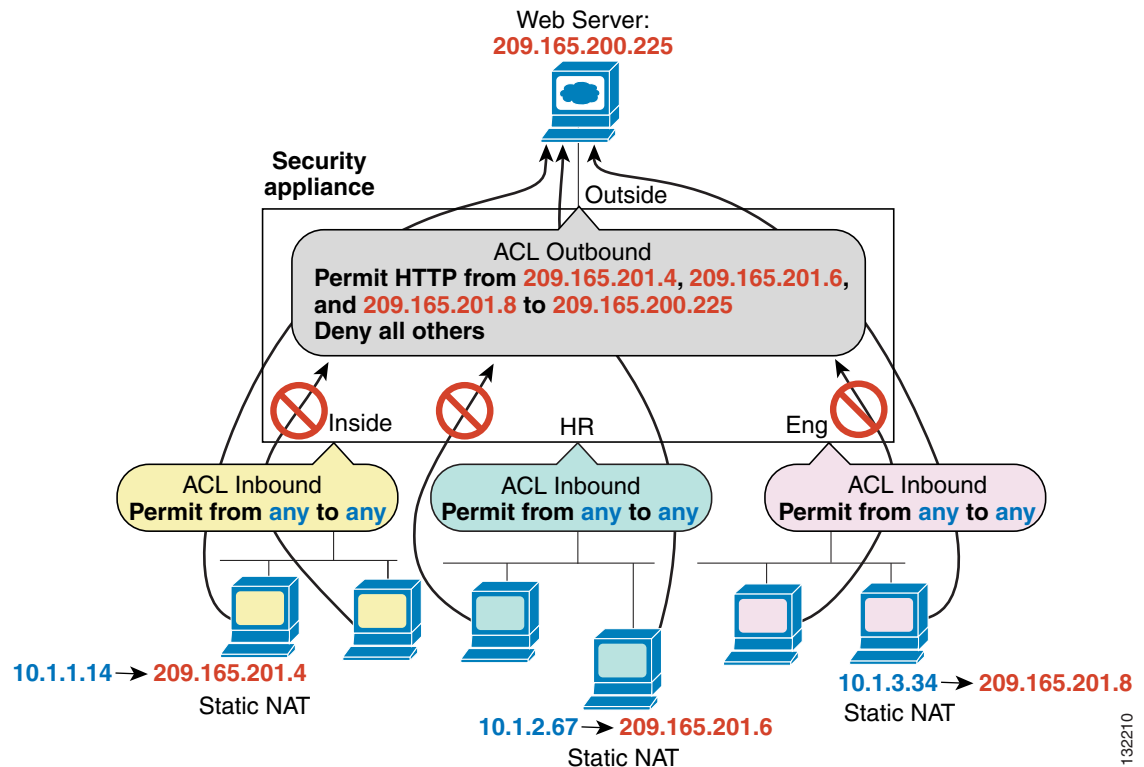 Web Server:
209.165.200.225
Security
appliance
Outside
ACL Outbound
Permit HTTP from 209.165.201.4, 209.165.201.6,
and 209.165.201.8 to 209.165.200.225
Deny all others
Inside
HR
Eng
ACL Inbound
Permit from any to any
ACL Inbound
Permit from any to any
ACL Inbound
Permit from any to any
10.1.1.14
209.165.201.4
Static NAT
10.1.2.67
209.165.201.6
Static NAT
10.1.3.34
209.165.201.8
Static NAT
132210